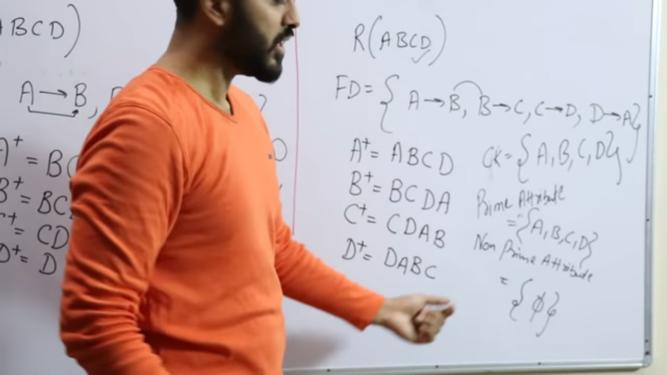 ABCD)
A→B,
A⁺ = BC
B⁺ = BC
C⁺ = CD
D⁺ = D
R(ABCD)
FD = { A→B, B→C, C→D, D→A}
A⁺ = ABCD
B⁺ = BCDA
C⁺ = CDAB
D⁺ = DABC
CK = {A,B,C,D}
Prime Attribute
= {A,B,C,D}
Non Prime Attribute
= {ϕ}